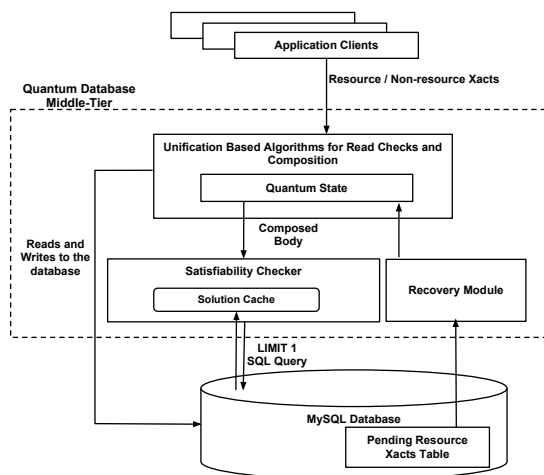 Application Clients
Resource / Non-resource Xacts
Quantum Database
Middle-Tier
Unification Based Algorithms for Read Checks and
Composition
Quantum State
Composed
Body
Reads and
Writes to the
database
Satisfiability Checker
Solution Cache
Recovery Module
LIMIT 1
SQL Query
MySQL Database
Pending Resource
Xacts Table